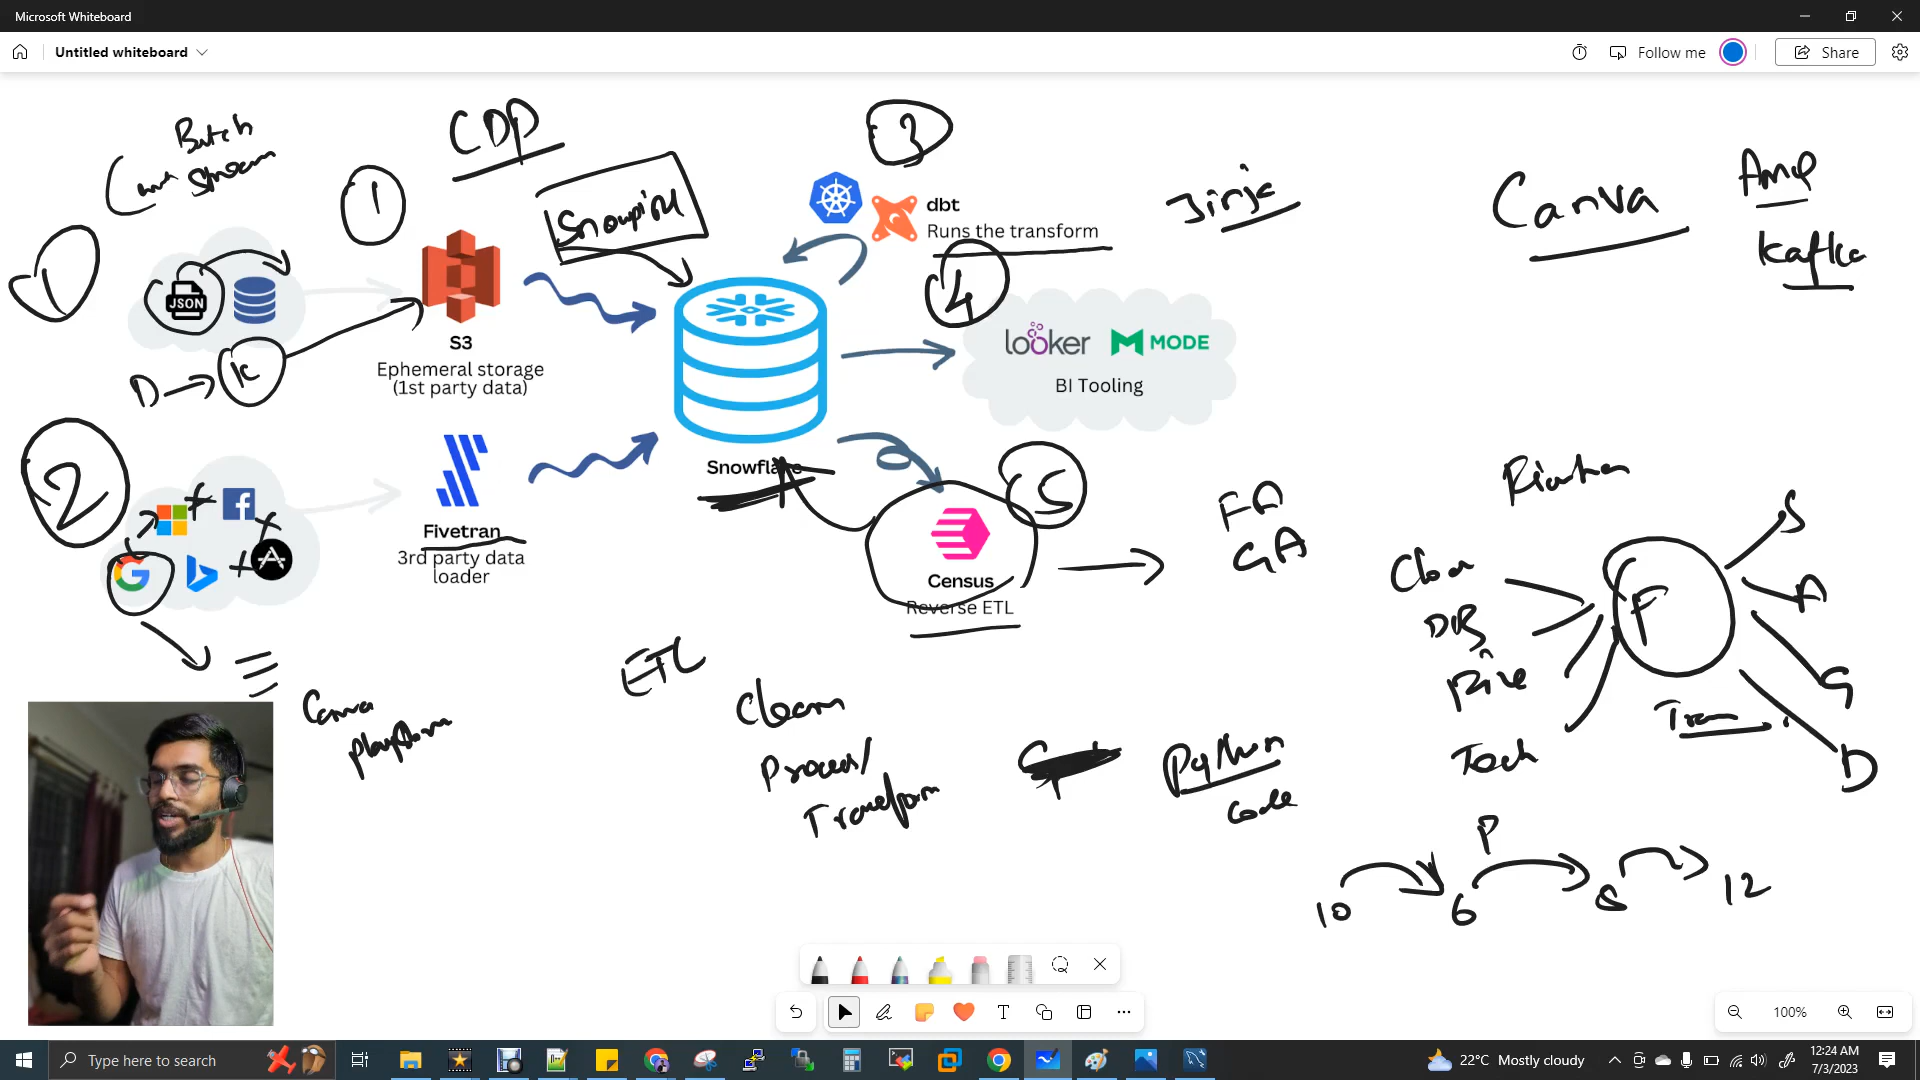 Microsoft Whiteboard
Untitled whiteboard
Follow me
Share
Batch
Stream
CDP
1
3
Snowpipe
dbt
Runs the transform
Jinja
Canva
Amp
Kafka
1
JSON
S3
Ephemeral storage
(1st party data)
D
K
4
looker
MODE
BI Tooling
2
Snowflake
Fivetran
3rd party data
loader
5
Census
Reverse ETL
FA
GA
F
S
A
G
D
Tech
ETL
Clean
Process/
Transform
Python
Code
Canva
Platform
P
10
6
8
12
100%
Type here to search
22°C Mostly cloudy
12:24 AM
7/3/2023